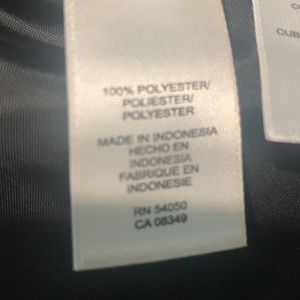 100% POLYESTER/
POLIESTER/
POLYESTER
MADE IN INDONESIA
HECHO EN
INDONESIA
FABRIQUE EN
INDONESIE
RN 54050
CA 08349